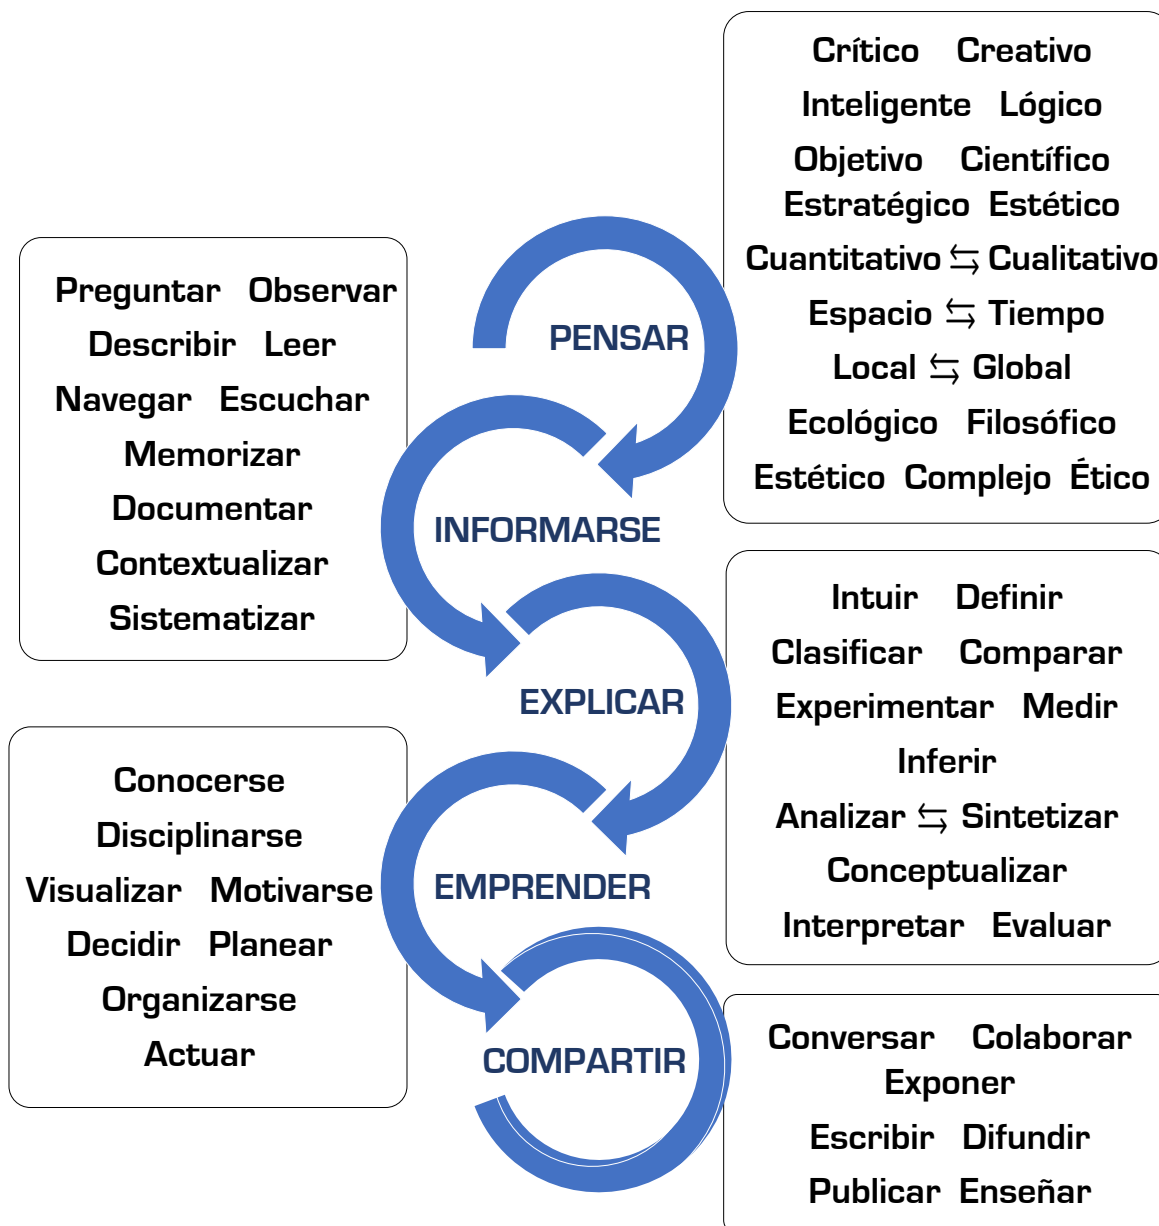 PENSAR
Crítico Creativo
Inteligente Lógico
Objetivo Científico
Estratégico Estético
Cuantitativo ⇆ Cualitativo
Espacio ⇆ Tiempo
Local ⇆ Global
Ecológico Filosófico
Estético Complejo Ético
INFORMARSE
Preguntar Observar
Describir Leer
Navegar Escuchar
Memorizar
Documentar
Contextualizar
Sistematizar
EXPLICAR
Intuir Definir
Clasificar Comparar
Experimentar Medir
Inferir
Analizar ⇆ Sintetizar
Conceptualizar
Interpretar Evaluar
EMPRENDER
Conocerse
Disciplinarse
Visualizar Motivarse
Decidir Planear
Organizarse
Actuar
COMPARTIR
Conversar Colaborar
Exponer
Escribir Difundir
Publicar Enseñar